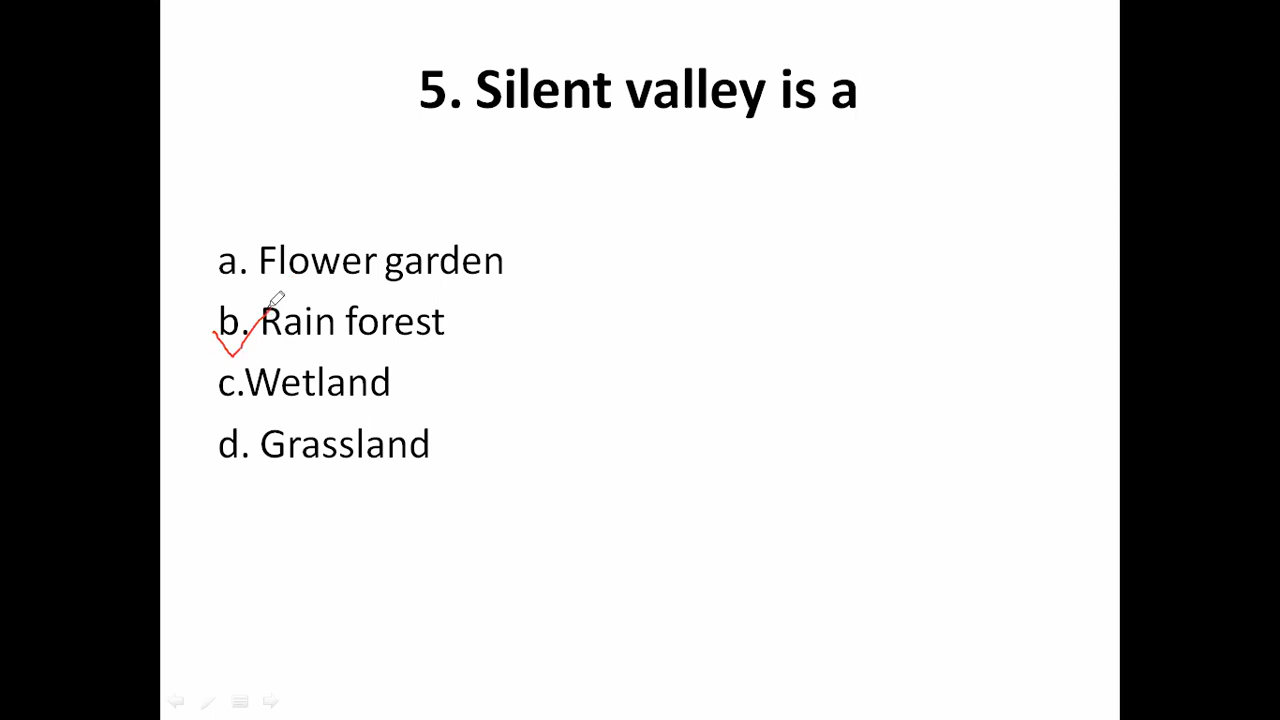 5. Silent valley is a
a. Flower garden
b. Rain forest
c.Wetland
d. Grassland